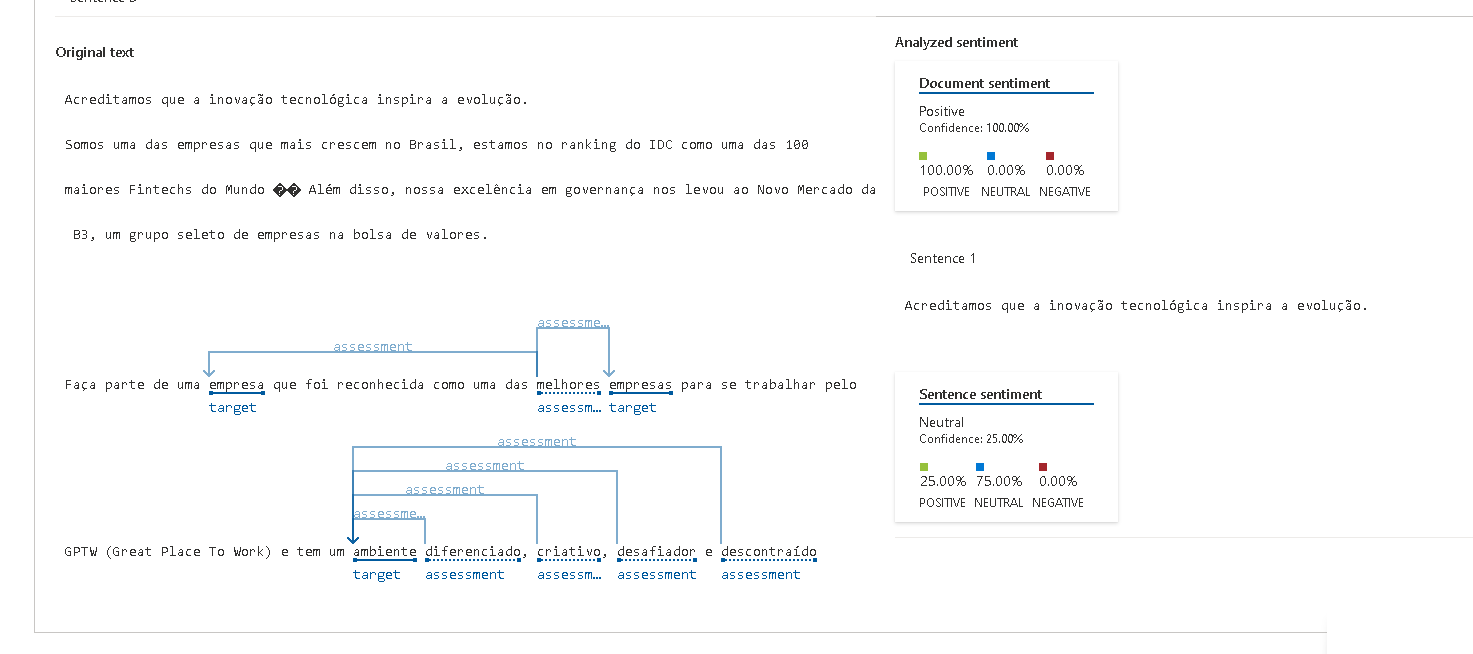 Original text
Acreditamos que a inovação tecnológica inspira a evolução.
Somos uma das empresas que mais crescem no Brasil, estamos no ranking do IDC como uma das 100
maiores Fintechs do Mundo �� Além disso, nossa excelência em governança nos levou ao Novo Mercado da
B3, um grupo seleto de empresas na bolsa de valores.
assessme…
assessment
Faça parte de uma empresa que foi reconhecida como uma das melhores empresas para se trabalhar pelo
target assessm… target
assessment
assessment
assessment
assessme…
GPTW (Great Place To Work) e tem um ambiente diferenciado, criativo, desafiador e descontraído
target assessment assessm… assessment assessment
Analyzed sentiment
Document sentiment
Positive
Confidence: 100.00%
100.00% 0.00% 0.00%
POSITIVE NEUTRAL NEGATIVE
Sentence 1
Acreditamos que a inovação tecnológica inspira a evolução.
Sentence sentiment
Neutral
Confidence: 25.00%
25.00% 75.00% 0.00%
POSITIVE NEUTRAL NEGATIVE